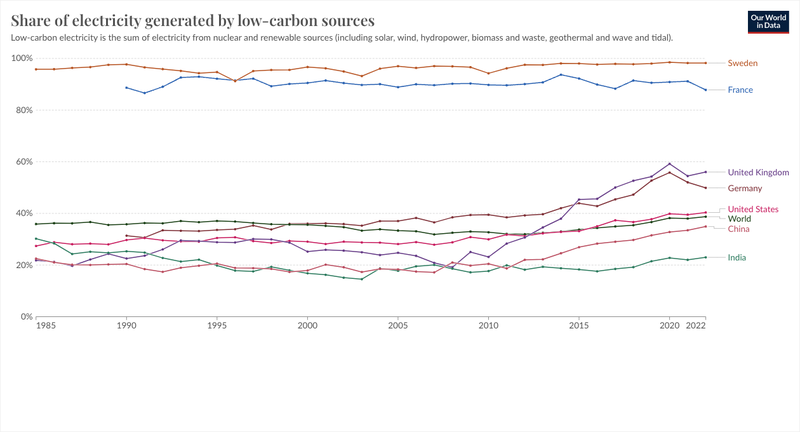 Share of electricity generated by low-carbon sources
Low-carbon electricity is the sum of electricity from nuclear and renewable sources (including solar, wind, hydropower, biomass and waste, geothermal and wave and tidal).
Our World
in Data
100%
80%
60%
40%
20%
0%
Sweden
France
United Kingdom
Germany
United States
World
China
India
1985
1990
1995
2000
2005
2010
2015
2020
2022